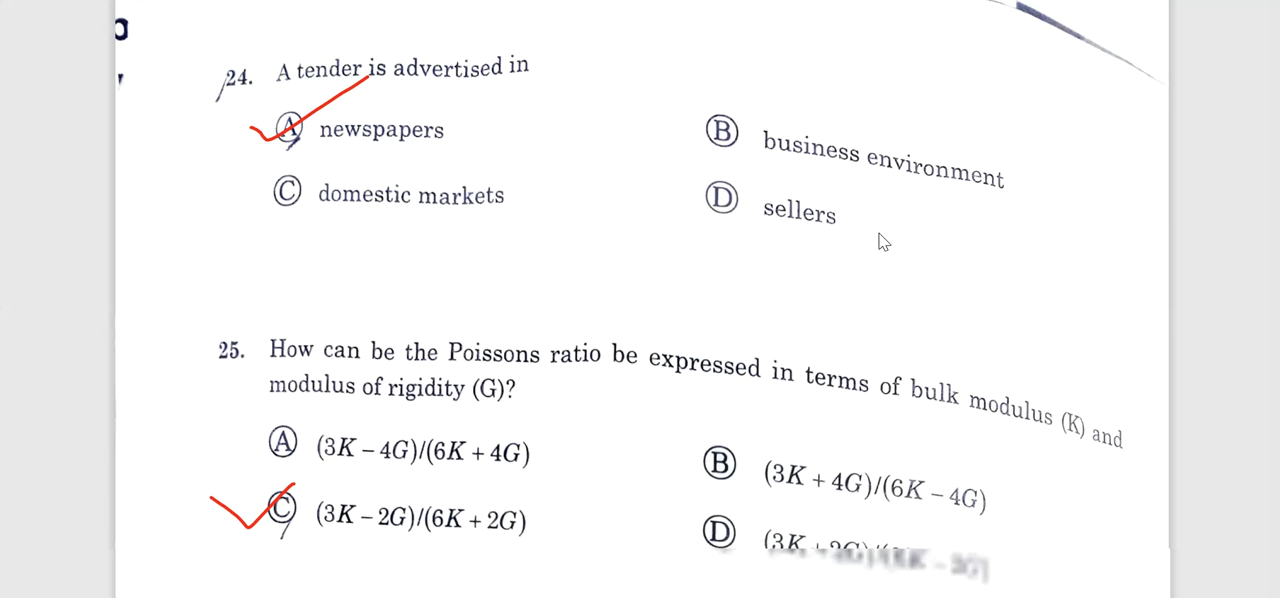 24. A tender is advertised in
A newspapers
B business environment
C domestic markets
D sellers
25. How can be the Poissons ratio be expressed in terms of bulk modulus (K) and
modulus of rigidity (G)?
A (3K – 4G)/(6K + 4G)
B (3K + 4G)/(6K – 4G)
C (3K – 2G)/(6K + 2G)
D (3K